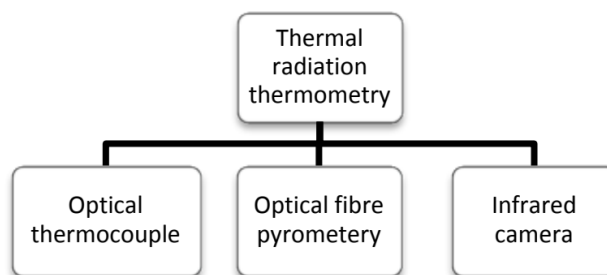 Thermal
radiation
thermometry
Optical
thermocouple
Optical fibre
pyrometery
Infrared
camera